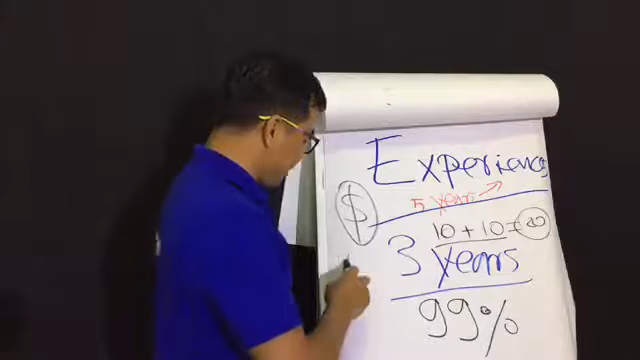 Experience
5 years
$
10 + 10 = 20
3 years
99%